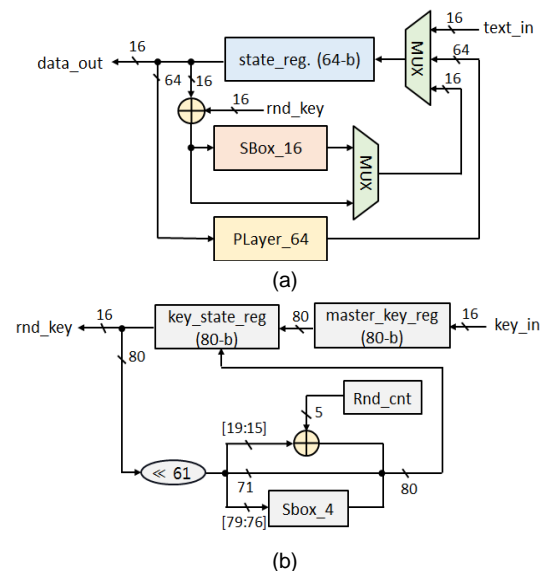 16
text_in
16
state_reg. (64-b)
MUX
64
data_out
64
16
16
16
rnd_key
SBox_16
MUX
PLayer_64
(a)
rnd_key
16
key_state_reg
(80-b)
80
master_key_reg
(80-b)
16
key_in
80
Rnd_cnt
5
[19:15]
≪ 61
71
80
Sbox_4
[79:76]
(b)